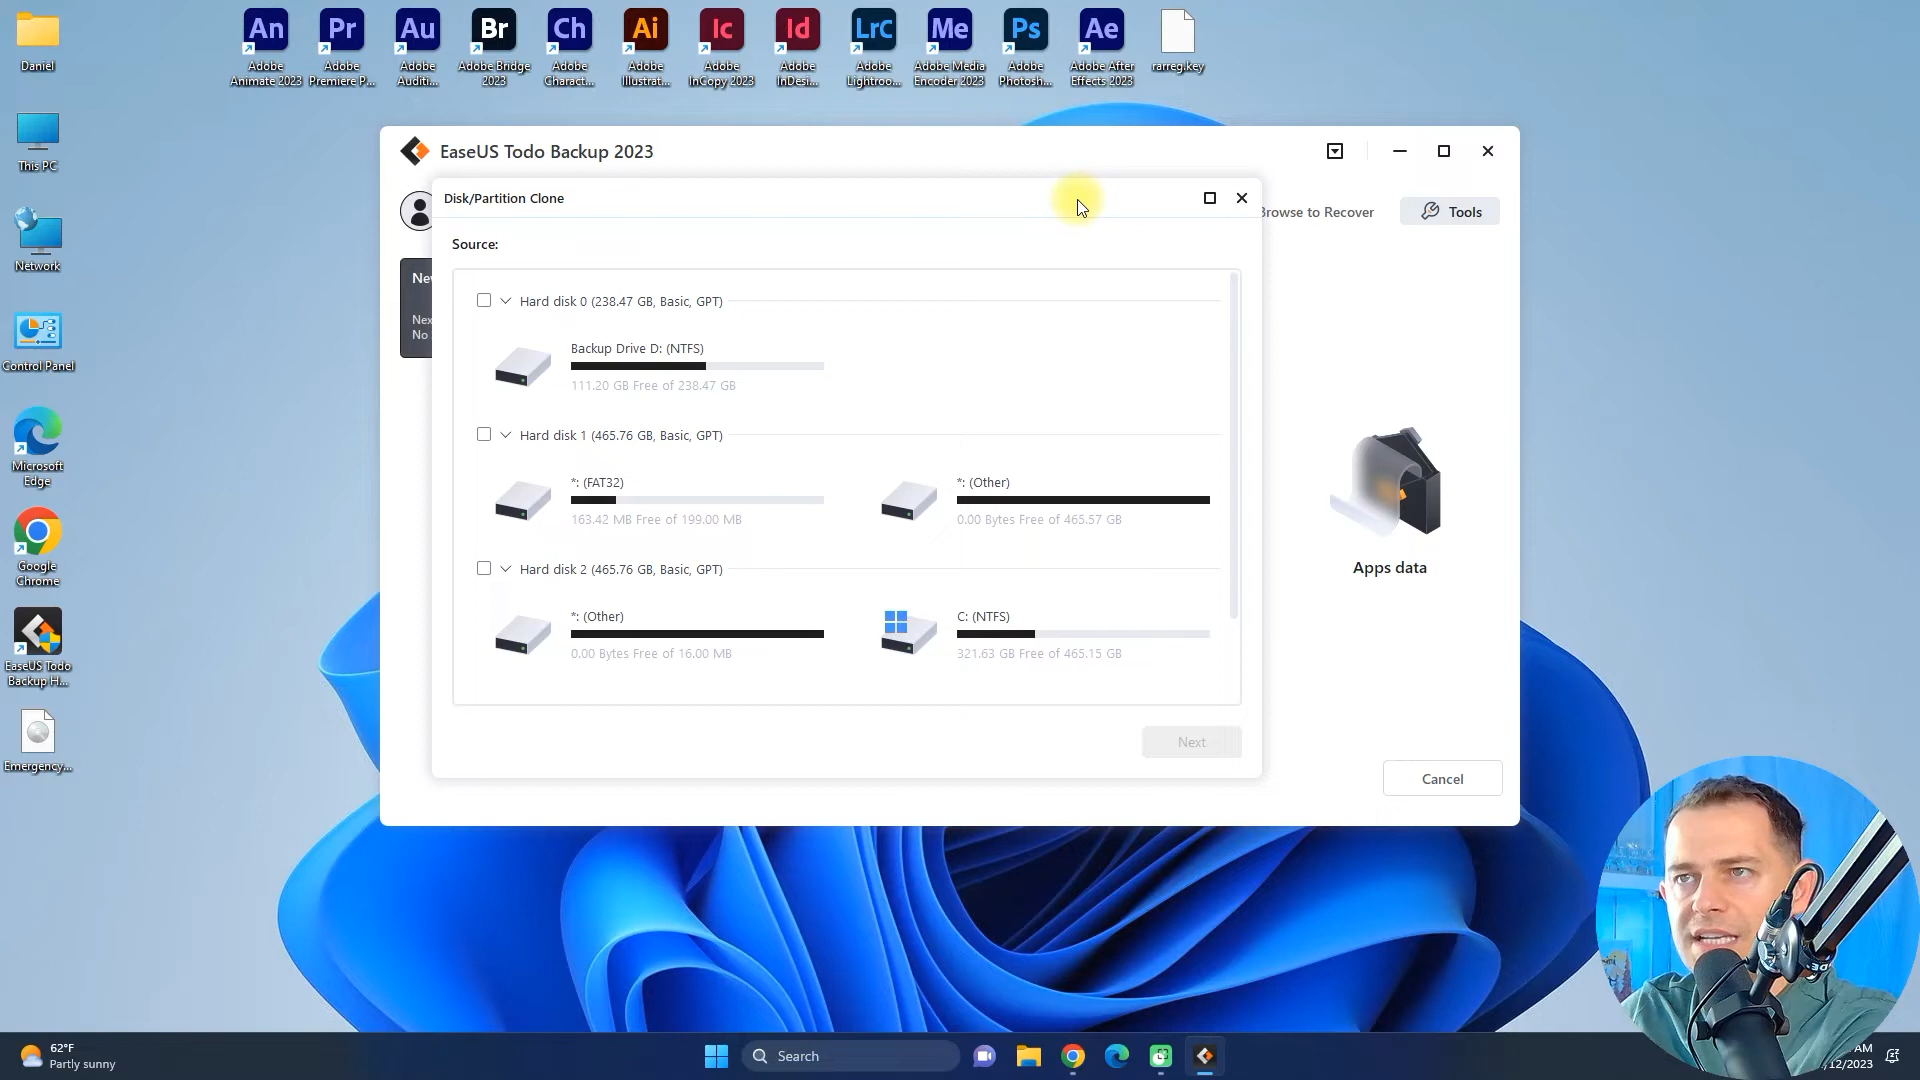 Daniel
An
Adobe
Animate 2023
Pr
Adobe
Premiere P...
Au
Adobe
Auditi...
Br
Adobe Bridge
2023
Ch
Adobe
Charact...
Ai
Adobe
Illustrat...
Ic
Adobe
InCopy 2023
Id
Adobe
InDesi...
LrC
Adobe
Lightroo...
Me
Adobe Media
Encoder 2023
Ps
Adobe
Photosh...
Ae
Adobe After
Effects 2023
rarreg.key
This PC
Network
Control Panel
Microsoft
Edge
Google
Chrome
EaseUS Todo
Backup H...
Emergency...
EaseUS Todo Backup 2023
Browse to Recover
Tools
Disk/Partition Clone
Source:
Hard disk 0 (238.47 GB, Basic, GPT)
Backup Drive D: (NTFS)
111.20 GB Free of 238.47 GB
Hard disk 1 (465.76 GB, Basic, GPT)
*: (FAT32)
163.42 MB Free of 199.00 MB
*: (Other)
0.00 Bytes Free of 465.57 GB
Hard disk 2 (465.76 GB, Basic, GPT)
*: (Other)
0.00 Bytes Free of 16.00 MB
C: (NTFS)
321.63 GB Free of 465.15 GB
Next
No
Apps data
Cancel
62°F
Partly sunny
Search
AM
/12/2023